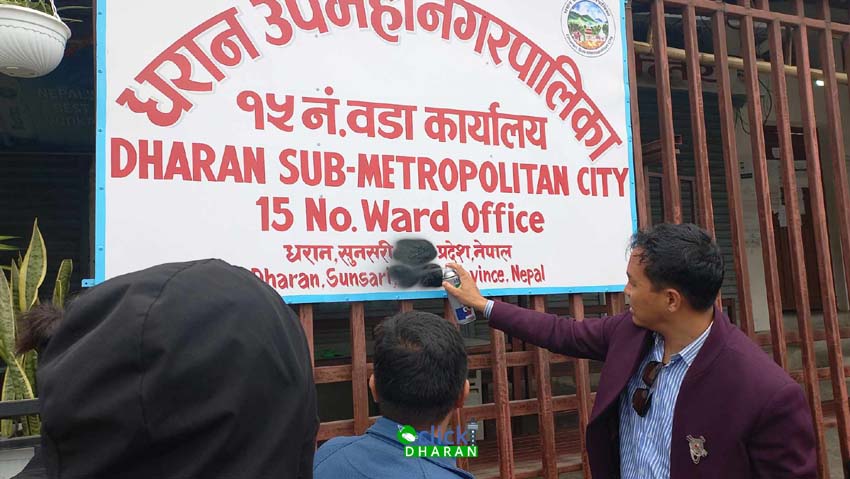 धरान उपमहानगरपालिका
१५ नं. वडा कार्यालय
DHARAN SUB-METROPOLITAN CITY
15 No. Ward Office
धरान, सुनसरी प्रदेश, नेपाल
Dharan, Sunsari, Province, Nepal
click
DHARAN